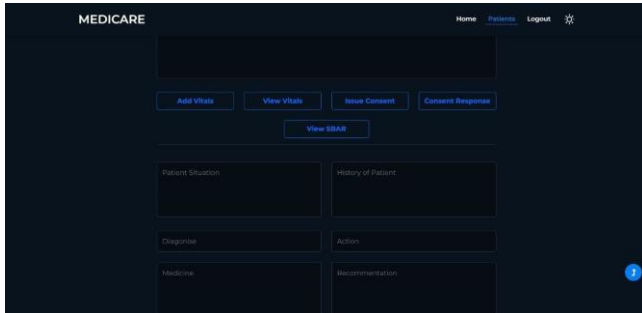 MEDICARE
Home Patients Logout
Add Vitals View Vitals Issue Consent Consent Response
View SBAR
Patient Situation History of Patient
Diagonise Action
Medicine Recommentation